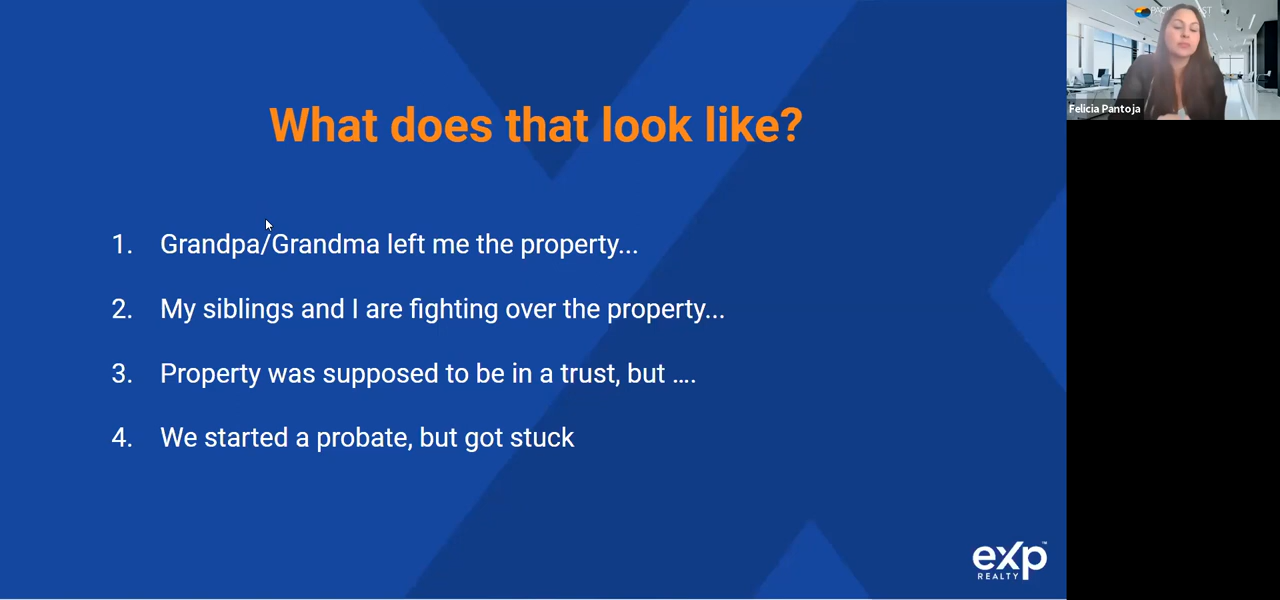 What does that look like?
1. Grandpa/Grandma left me the property...
2. My siblings and I are fighting over the property...
3. Property was supposed to be in a trust, but ....
4. We started a probate, but got stuck
Felicia Pantoja
eXp
REALTY